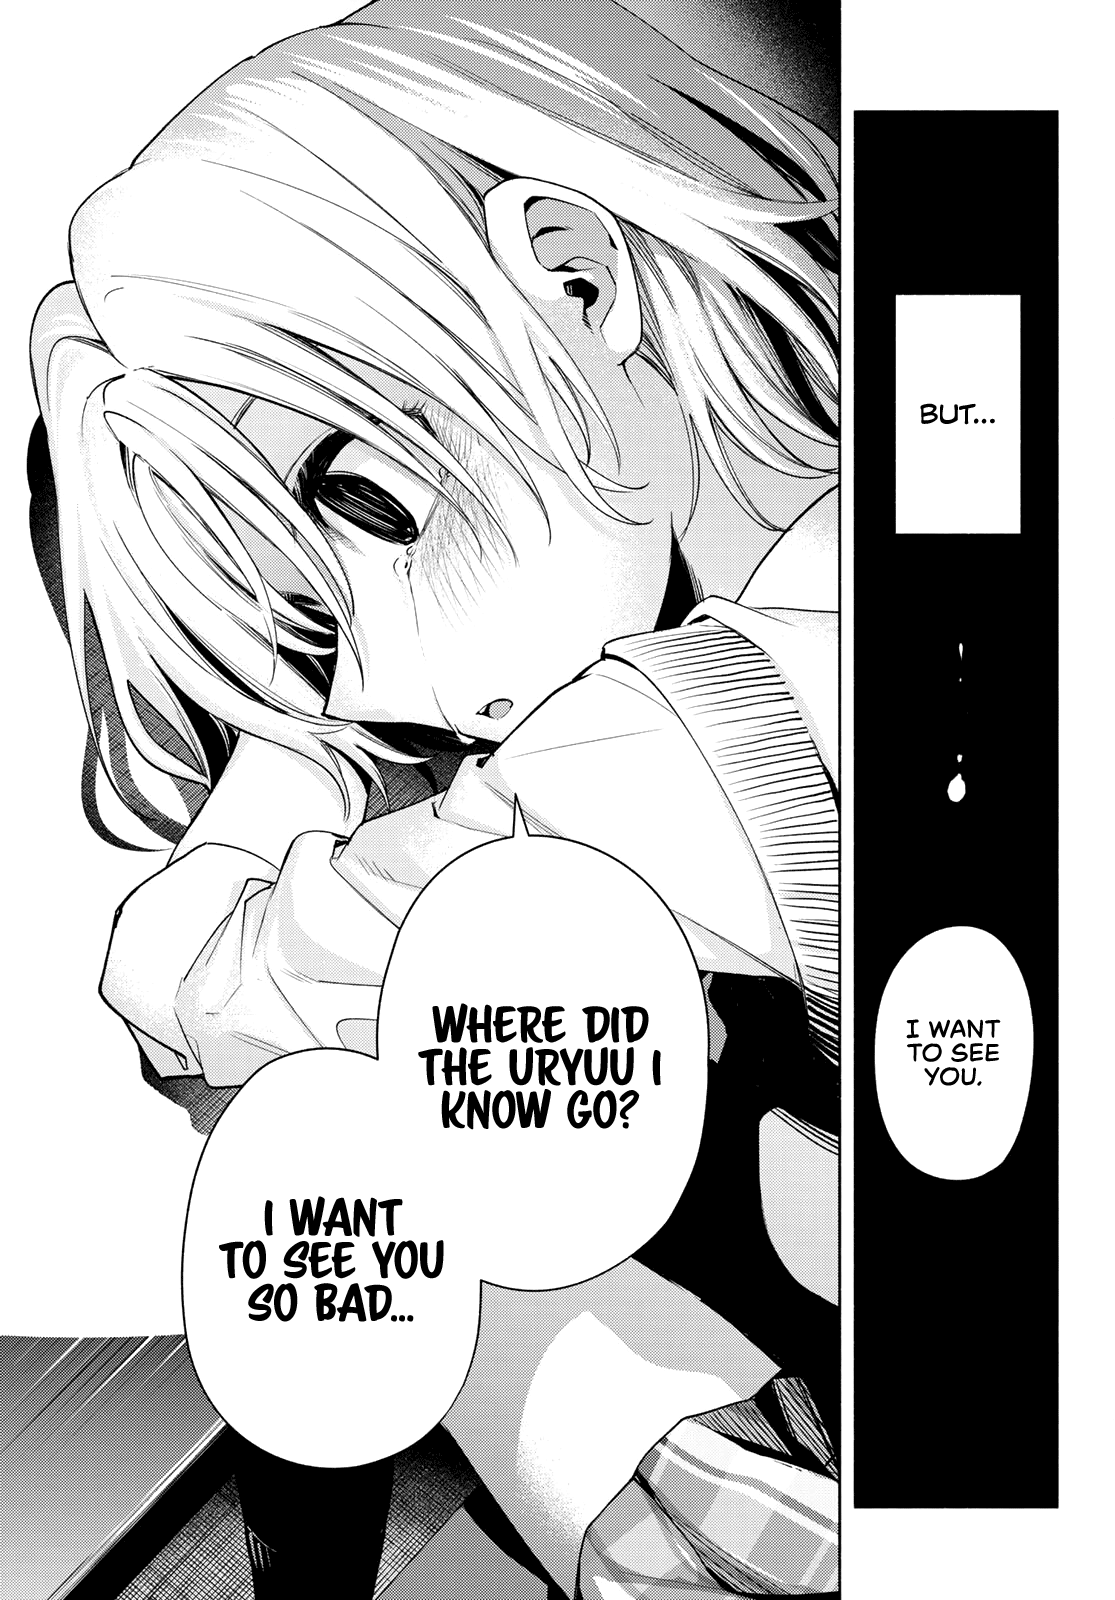 BUT...
I WANT
TO SEE
YOU.
WHERE DID
THE URYUU I
KNOW GO?
I WANT
TO SEE YOU
SO BAD...